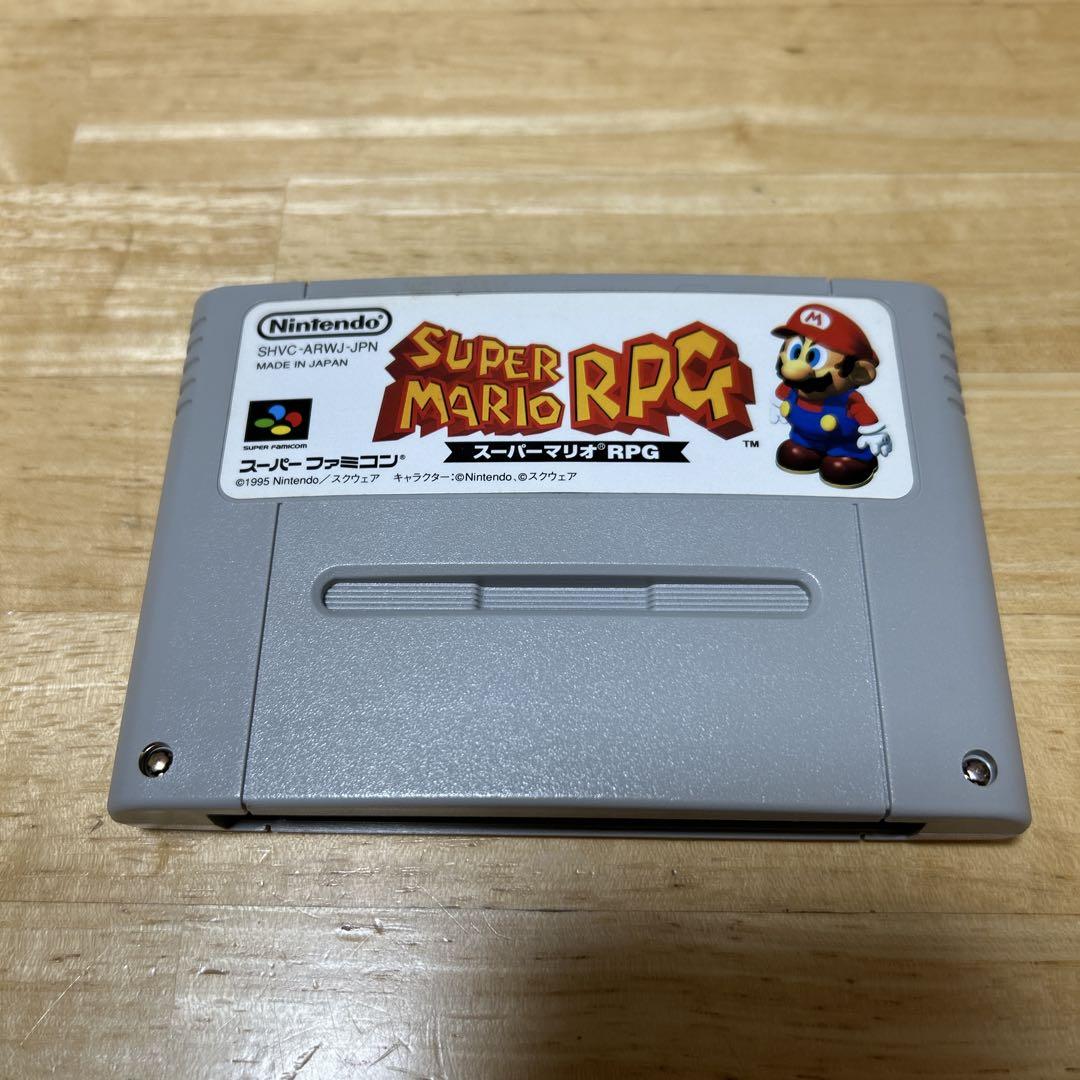 Nintendo®
SHVC-ARWJ-JPN
MADE IN JAPAN
SUPER FAMICOM
スーパーファミコン®
©1995 Nintendo/スクウェア キャラクター:©Nintendo、©スクウェア
SUPER
MARIO RPG
™
スーパーマリオ®RPG
M